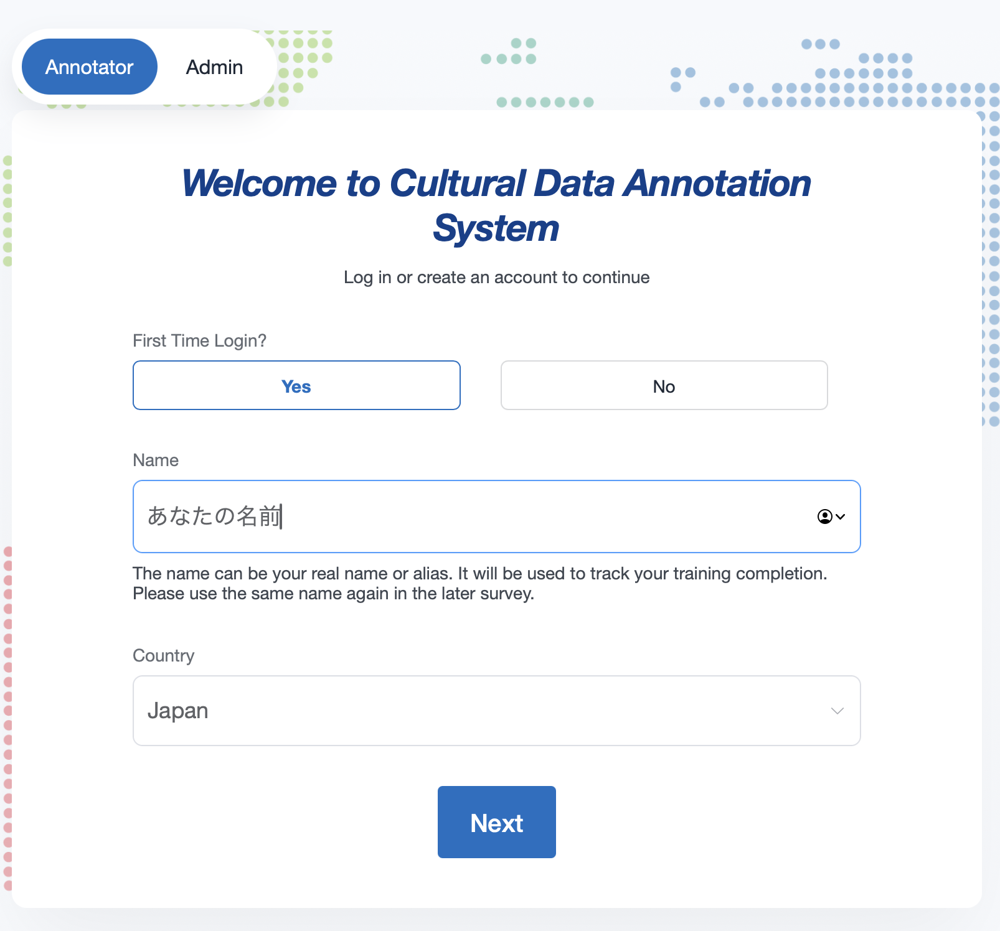 Annotator
Admin
Welcome to Cultural Data Annotation
System
Log in or create an account to continue
First Time Login?
Yes
No
Name
あなたの名前
The name can be your real name or alias. It will be used to track your training completion.
Please use the same name again in the later survey.
Country
Japan
Next